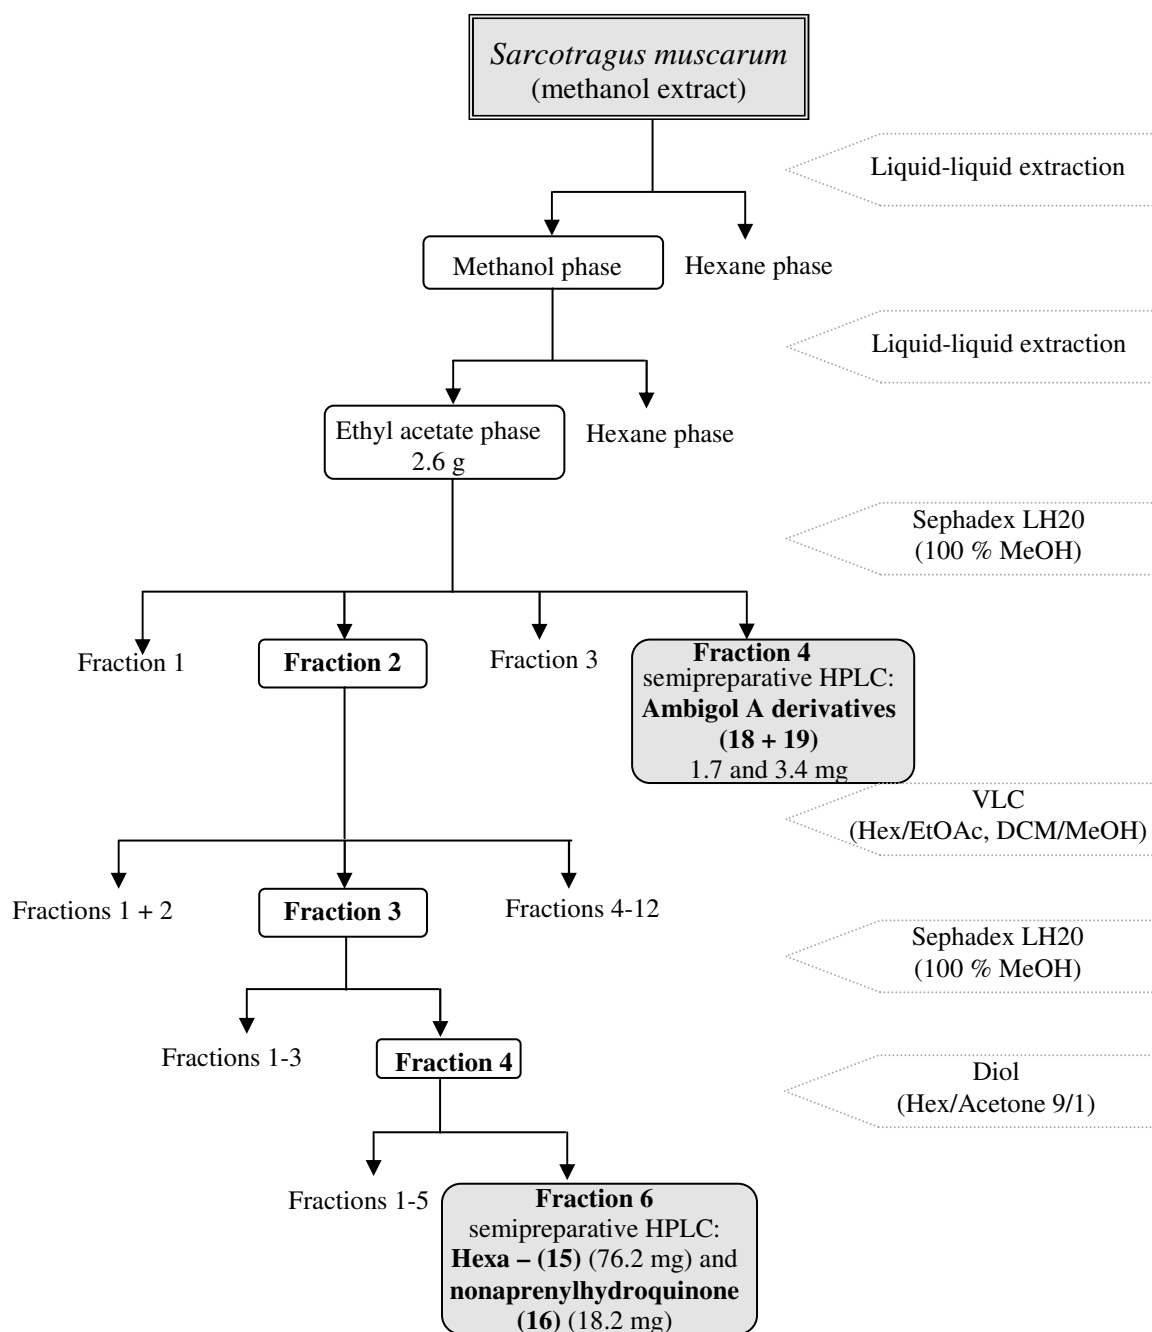 Sarcotragus muscarum
(methanol extract)
Liquid-liquid extraction
Methanol phase
Hexane phase
Liquid-liquid extraction
Ethyl acetate phase
2.6 g
Hexane phase
Sephadex LH20
(100 % MeOH)
Fraction 1
Fraction 2
Fraction 3
Fraction 4
semipreparative HPLC:
Ambigol A derivatives
(18 + 19)
1.7 and 3.4 mg
VLC
(Hex/EtOAc, DCM/MeOH)
Fractions 1 + 2
Fraction 3
Fractions 4-12
Sephadex LH20
(100 % MeOH)
Fractions 1-3
Fraction 4
Diol
(Hex/Acetone 9/1)
Fractions 1-5
Fraction 6
semipreparative HPLC:
Hexa – (15) (76.2 mg) and
nonaprenylhydroquinone
(16) (18.2 mg)